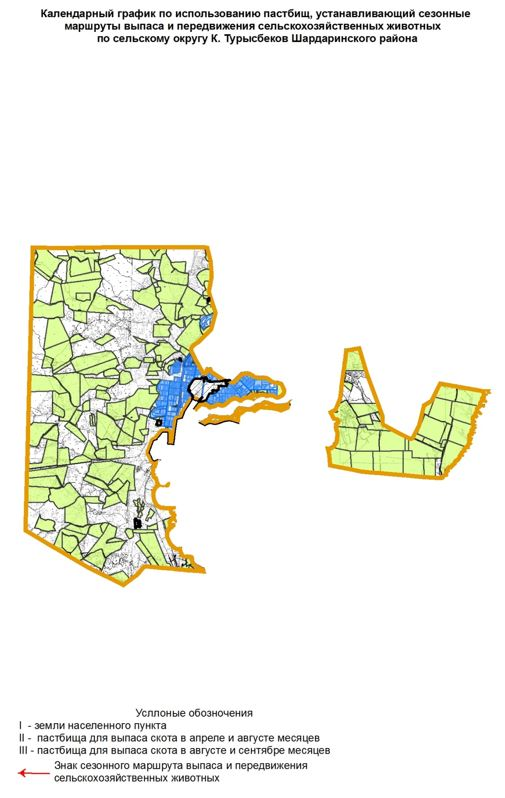 Календарный график по использованию пастбищ, устанавливающий сезонные
маршруты выпаса и передвижения сельскохозяйственных животных
по сельскому округу К. Турысбеков Шардаринского района
Усллоные обозночения
I - земли населенного пункта
II - пастбища для выпаса скота в апреле и августе месяцев
III - пастбища для выпаса скота в августе и сентябре месяцев
Знак сезонного маршрута выпаса и передвижения
сельскохозяйственных животных